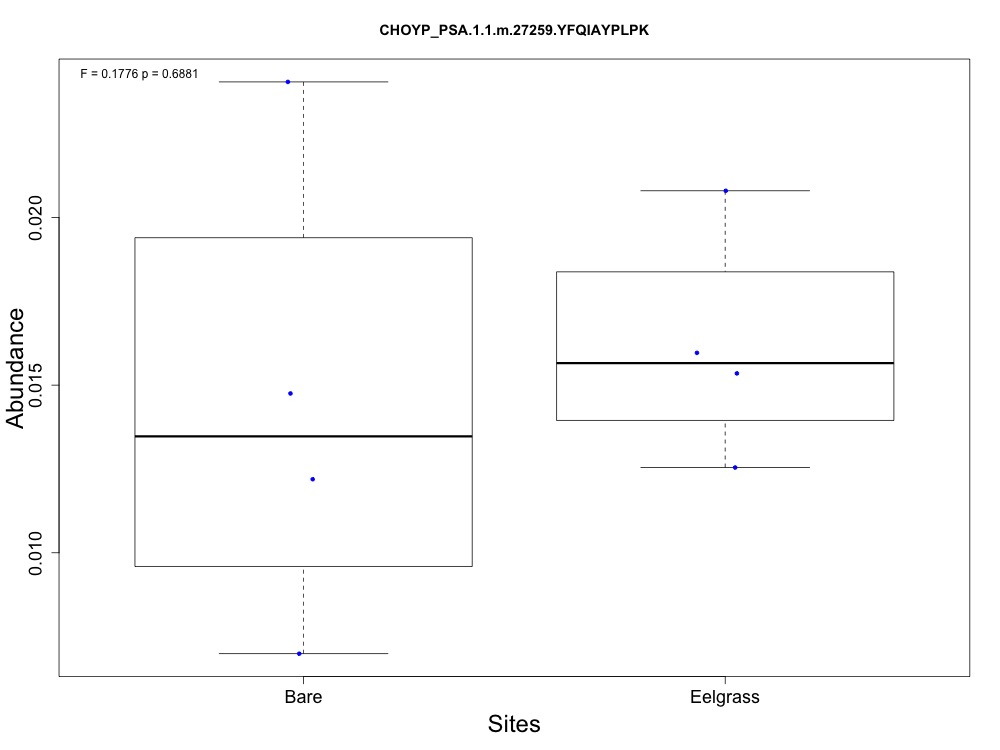 CHOYP_PSA.1.1.m.27259.YFQIAYPLPK
F = 0.1776 p = 0.6881
Abundance
0.020
0.015
0.010
Bare
Eelgrass
Sites